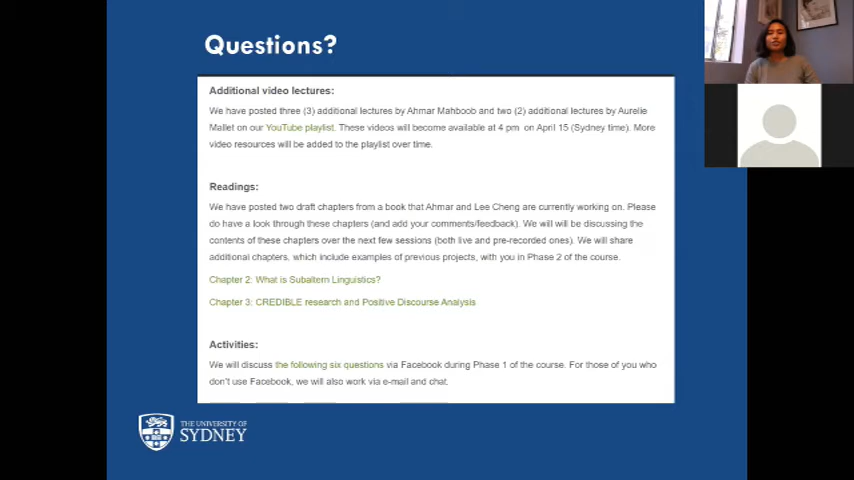 Questions?
Additional video lectures:
We have posted three (3) additional lectures by Ahmar Mahboob and two (2) additional lectures by Aurelie
Mallet on our YouTube playlist. These videos will become available at 4 pm on April 15 (Sydney time). More
video resources will be added to the playlist over time.
Readings:
We have posted two draft chapters from a book that Ahmar and Lee Cheng are currently working on. Please
do have a look through these chapters (and add your comments/feedback). We will will be discussing the
contents of these chapters over the next few sessions (both live and pre-recorded ones). We will share
additional chapters, which include examples of previous projects, with you in Phase 2 of the course.
Chapter 2: What is Subaltern Linguistics?
Chapter 3: CREDIBLE research and Positive Discourse Analysis
Activities:
We will discuss the following six questions via Facebook during Phase 1 of the course. For those of you who
don't use Facebook, we will also work via e-mail and chat.
THE UNIVERSITY OF
SYDNEY